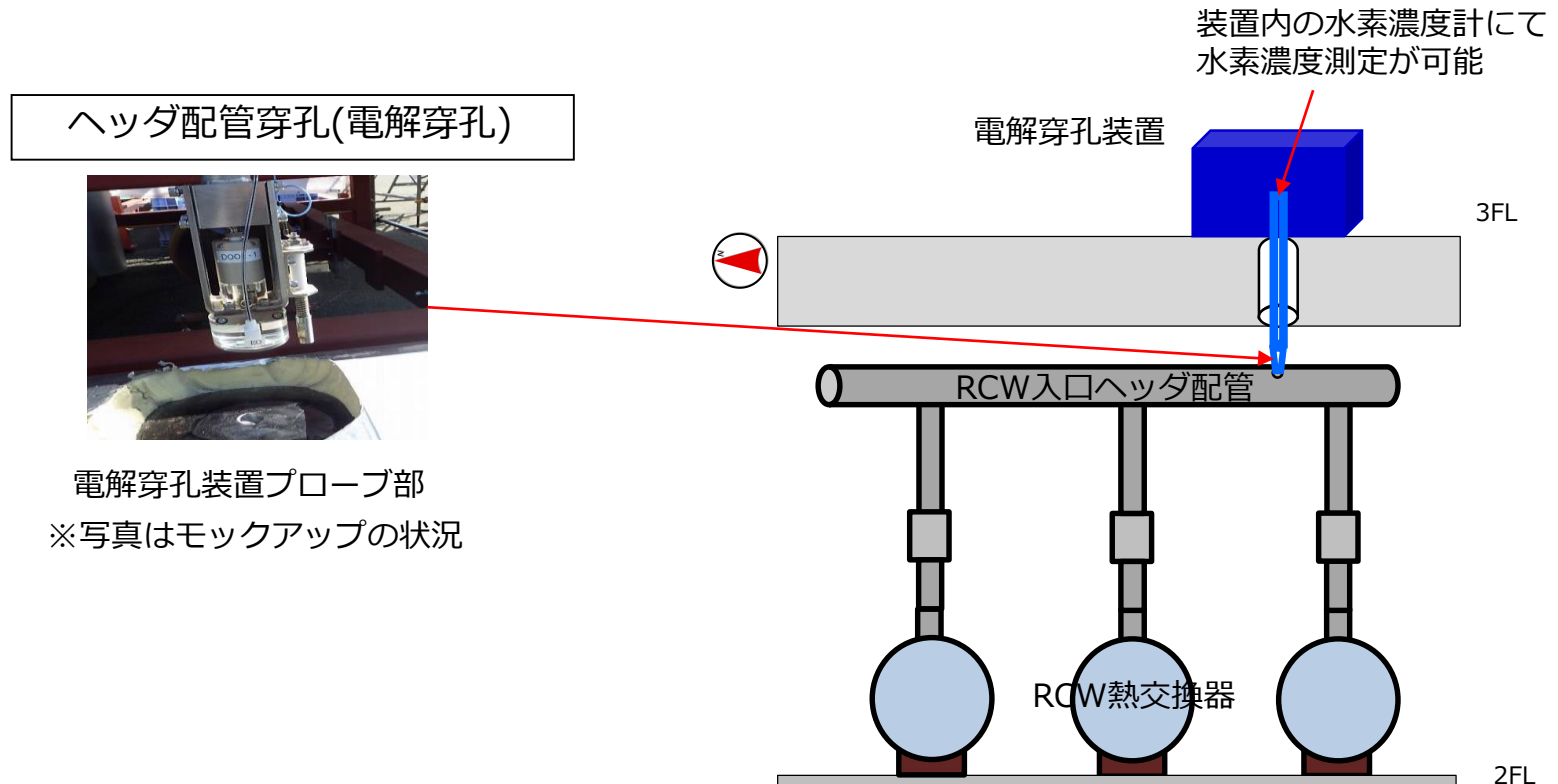 装置内の水素濃度計にて
水素濃度測定が可能
ヘッダ配管穿孔(電解穿孔)
電解穿孔装置
3FL
N
RCW入口ヘッダ配管
電解穿孔装置プローブ部
※写真はモックアップの状況
RCW熱交換器
2FL